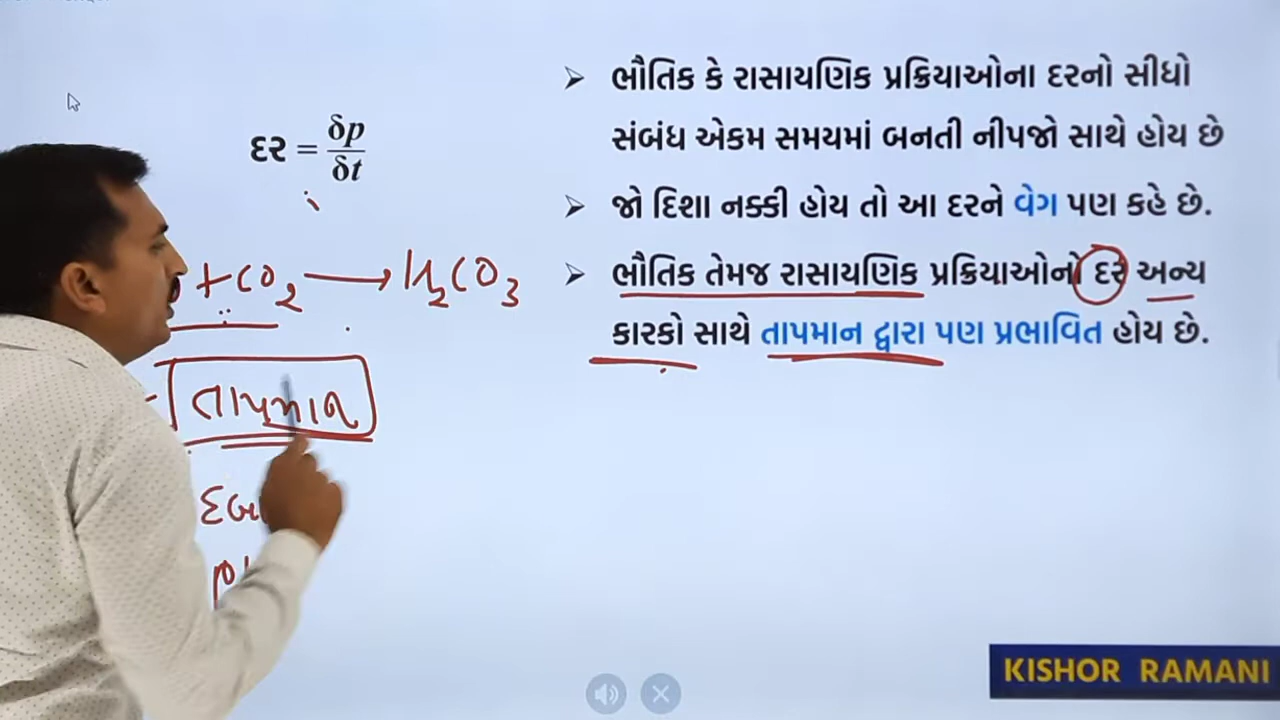 દર = δp/δt
➢ ભૌતિક કે રાસાયણિક પ્રક્રિયાઓના દરનો સીધો
સંબંધ એકમ સમયમાં બનતી નીપજો સાથે હોય છે
➢ જો દિશા નક્કી હોય તો આ દરને વેગ પણ કહે છે.
➢ ભૌતિક તેમજ રાસાયણિક પ્રક્રિયાઓનો દર અન્ય
કારકો સાથે તાપમાન દ્વારા પણ પ્રભાવિત હોય છે.
+CO₂ → H₂CO₃
તાપમાન
KISHOR RAMANI